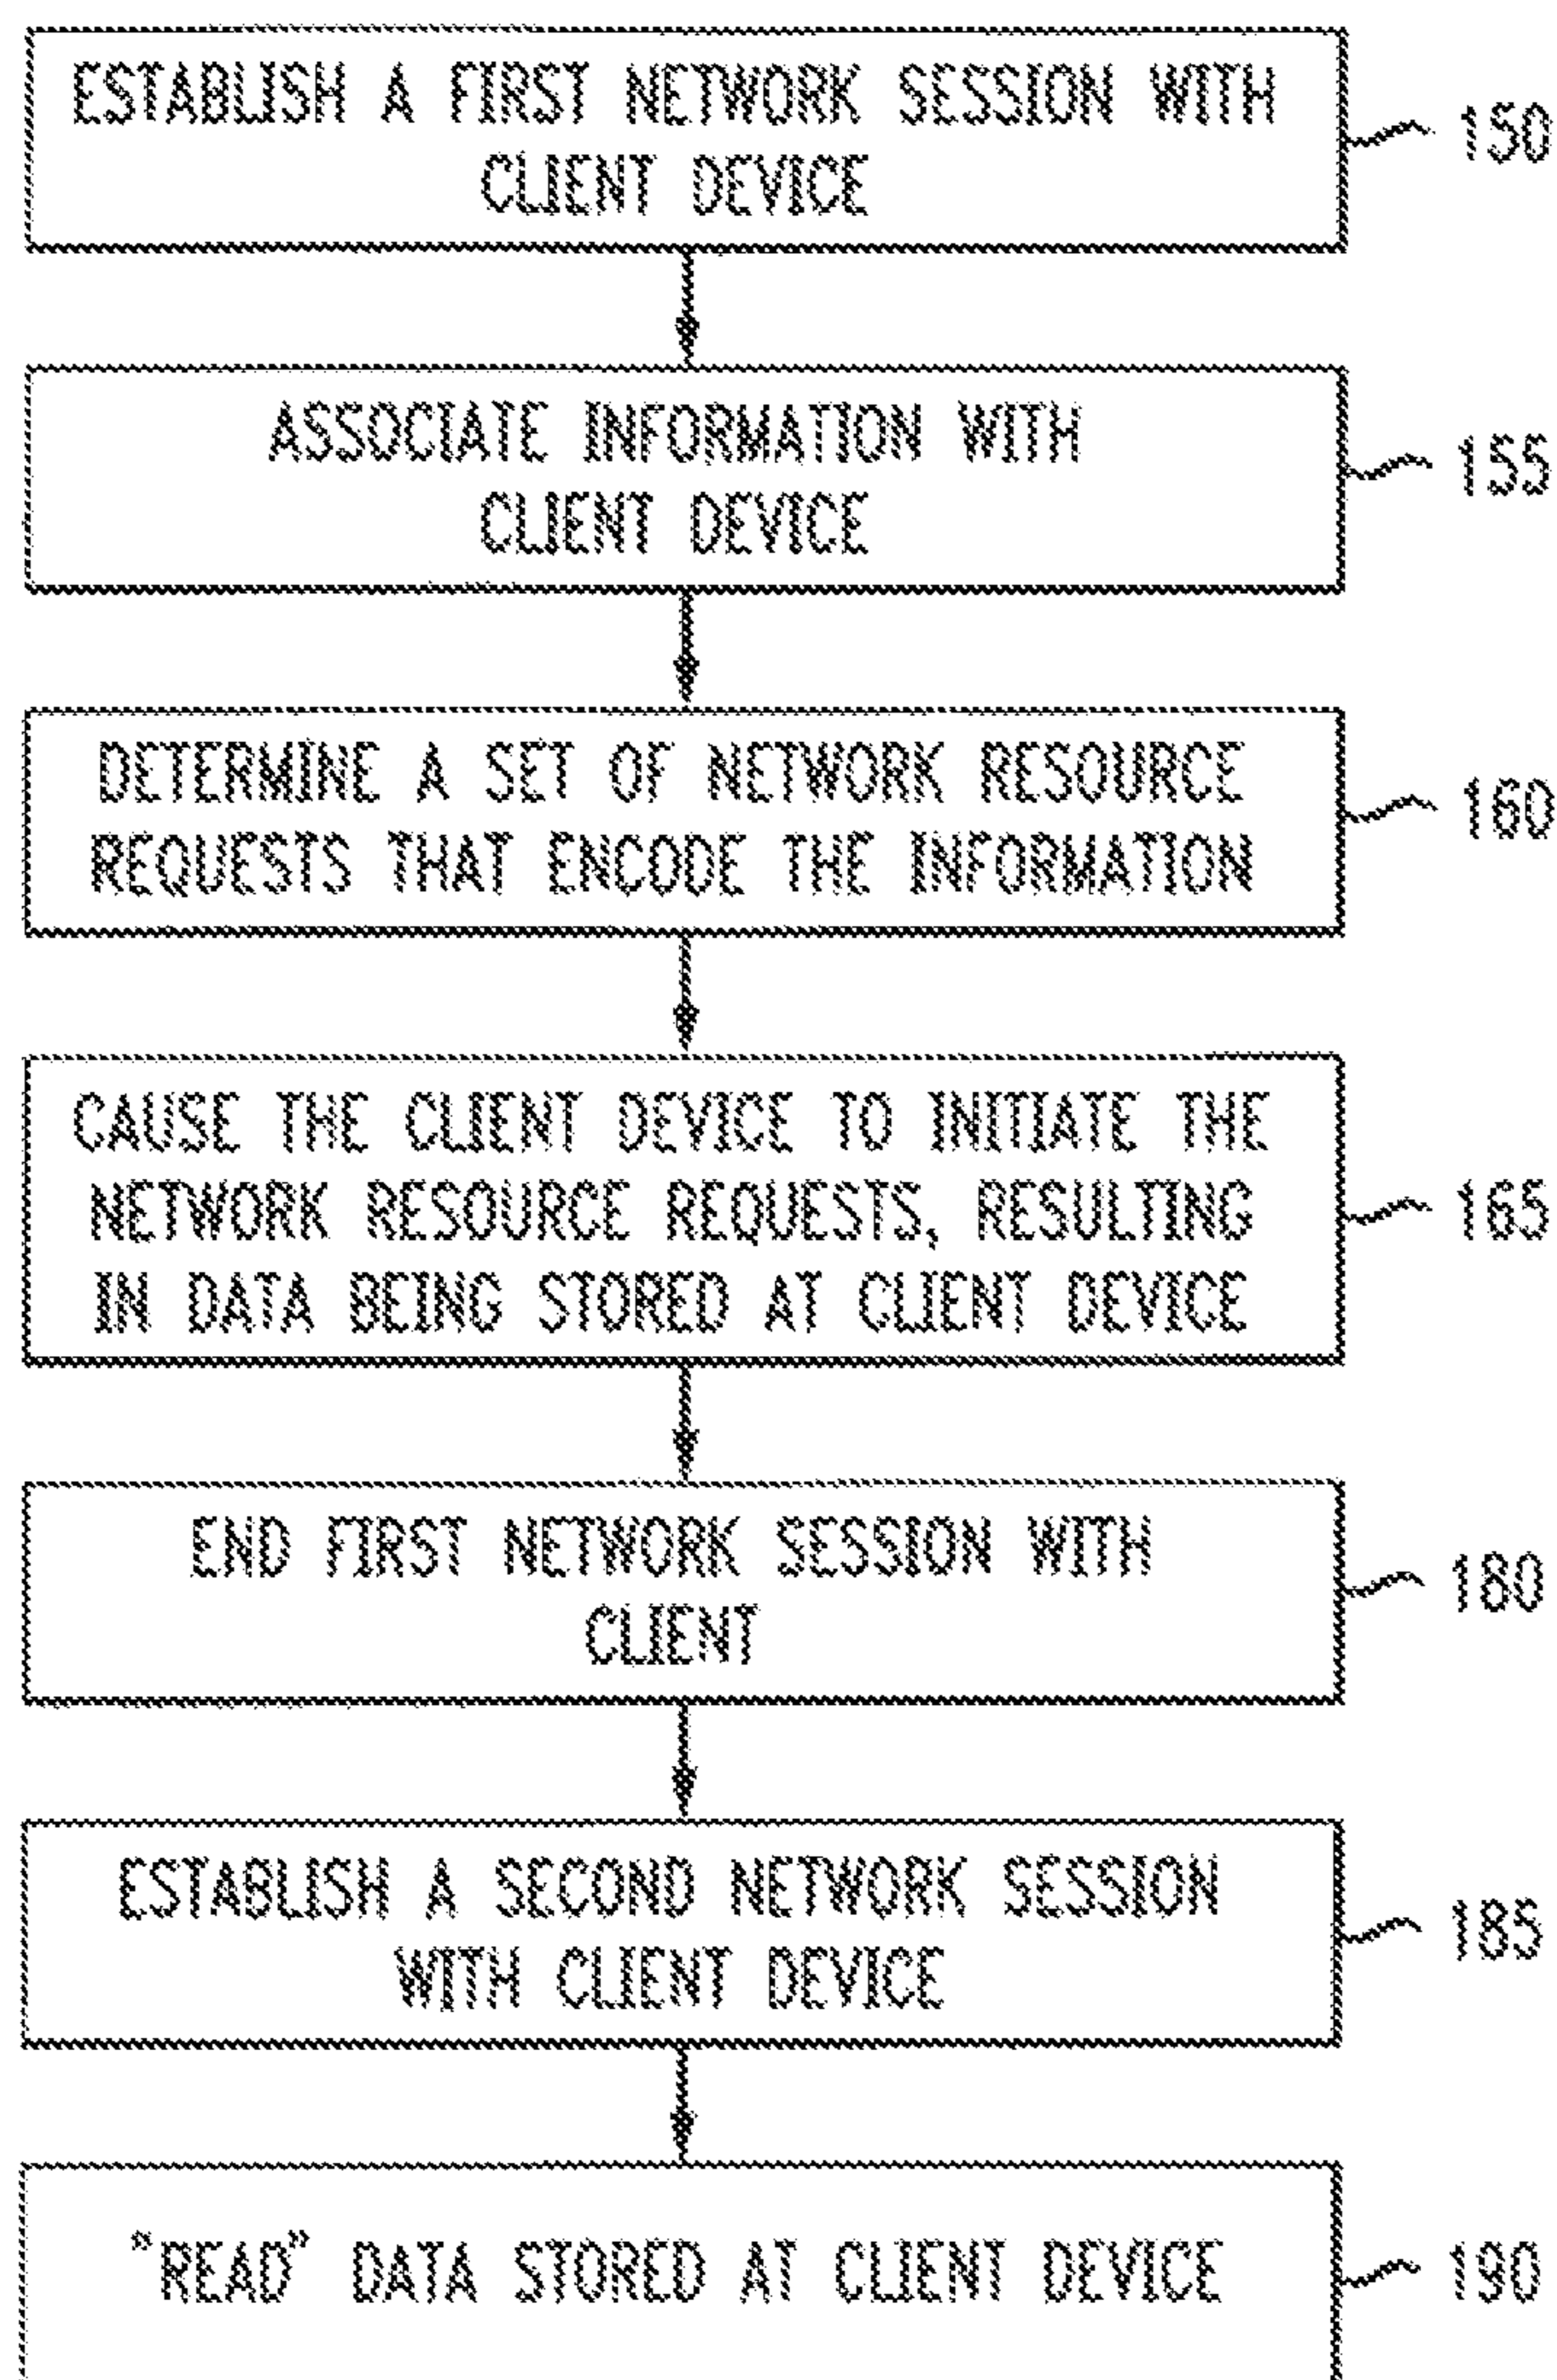 ESTABLISH A FIRST NETWORK SESSION WITH
CLIENT DEVICE
150
ASSOCIATE INFORMATION WITH
CLIENT DEVICE
155
DETERMINE A SET OF NETWORK RESOURCE
REQUESTS THAT ENCODE THE INFORMATION
160
CAUSE THE CLIENT DEVICE TO INITIATE THE
NETWORK RESOURCE REQUESTS, RESULTING
IN DATA BEING STORED AT CLIENT DEVICE
165
END FIRST NETWORK SESSION WITH
CLIENT
180
ESTABLISH A SECOND NETWORK SESSION
WITH CLIENT DEVICE
185
"READ" DATA STORED AT CLIENT DEVICE
190